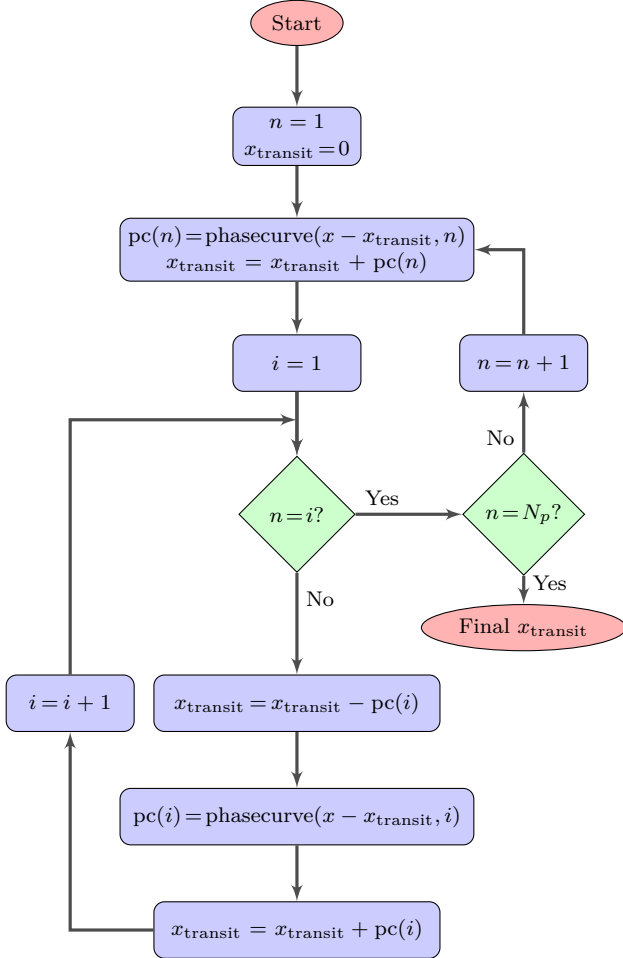 Start
n = 1
x_transit = 0
pc(n) = phasecurve(x − x_transit, n)
x_transit = x_transit + pc(n)
i = 1
n = n + 1
No
n = i?
Yes
n = N_p?
No
Yes
Final x_transit
i = i + 1
x_transit = x_transit − pc(i)
pc(i) = phasecurve(x − x_transit, i)
x_transit = x_transit + pc(i)